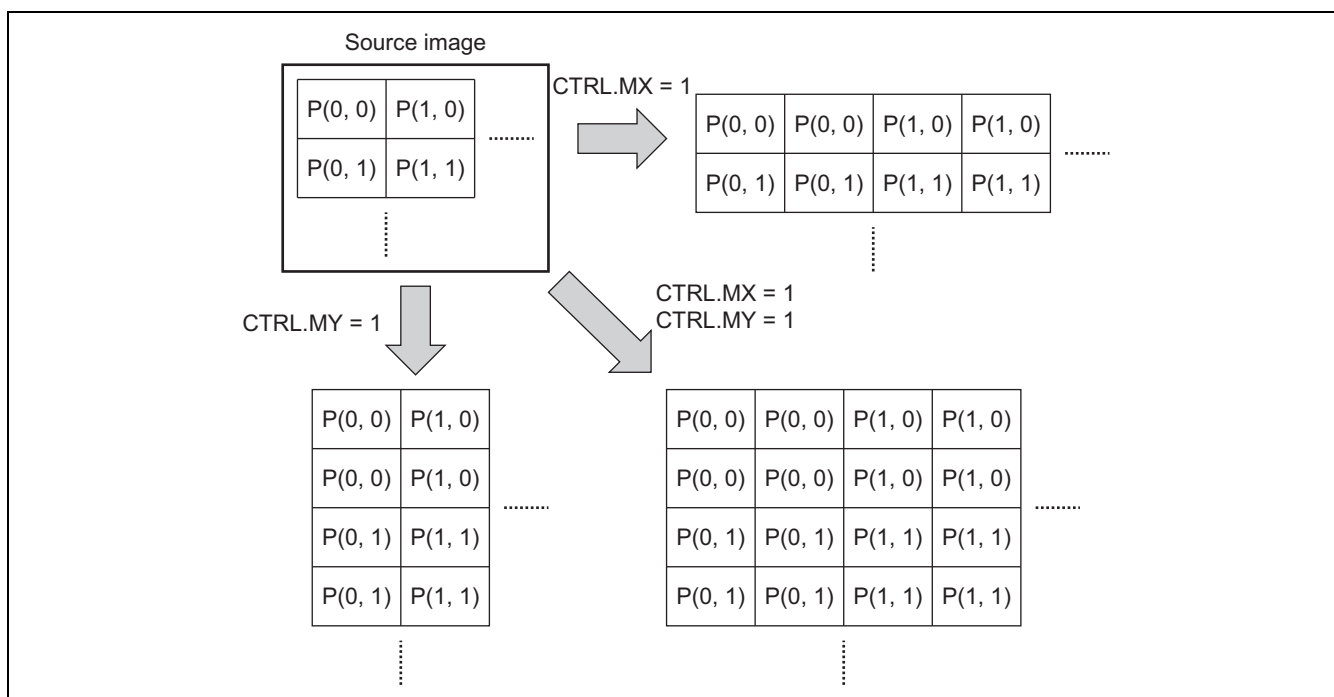 Source image
P(0, 0) P(1, 0)
P(0, 1) P(1, 1)
CTRL.MX = 1
P(0, 0) P(0, 0) P(1, 0) P(1, 0)
P(0, 1) P(0, 1) P(1, 1) P(1, 1)
CTRL.MY = 1
CTRL.MX = 1
CTRL.MY = 1
P(0, 0) P(1, 0)
P(0, 0) P(1, 0)
P(0, 1) P(1, 1)
P(0, 1) P(1, 1)
P(0, 0) P(0, 0) P(1, 0) P(1, 0)
P(0, 0) P(0, 0) P(1, 0) P(1, 0)
P(0, 1) P(0, 1) P(1, 1) P(1, 1)
P(0, 1) P(0, 1) P(1, 1) P(1, 1)